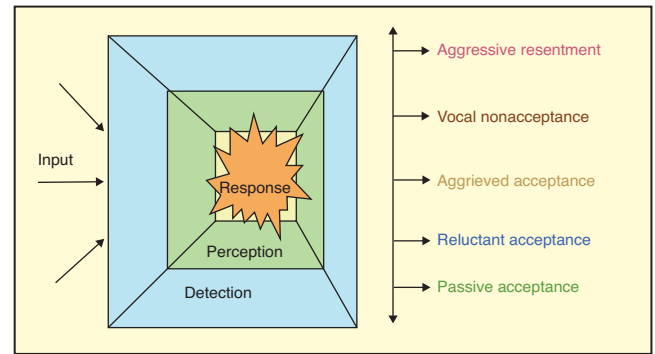 Input
Response
Perception
Detection
Aggressive resentment
Vocal nonacceptance
Aggrieved acceptance
Reluctant acceptance
Passive acceptance